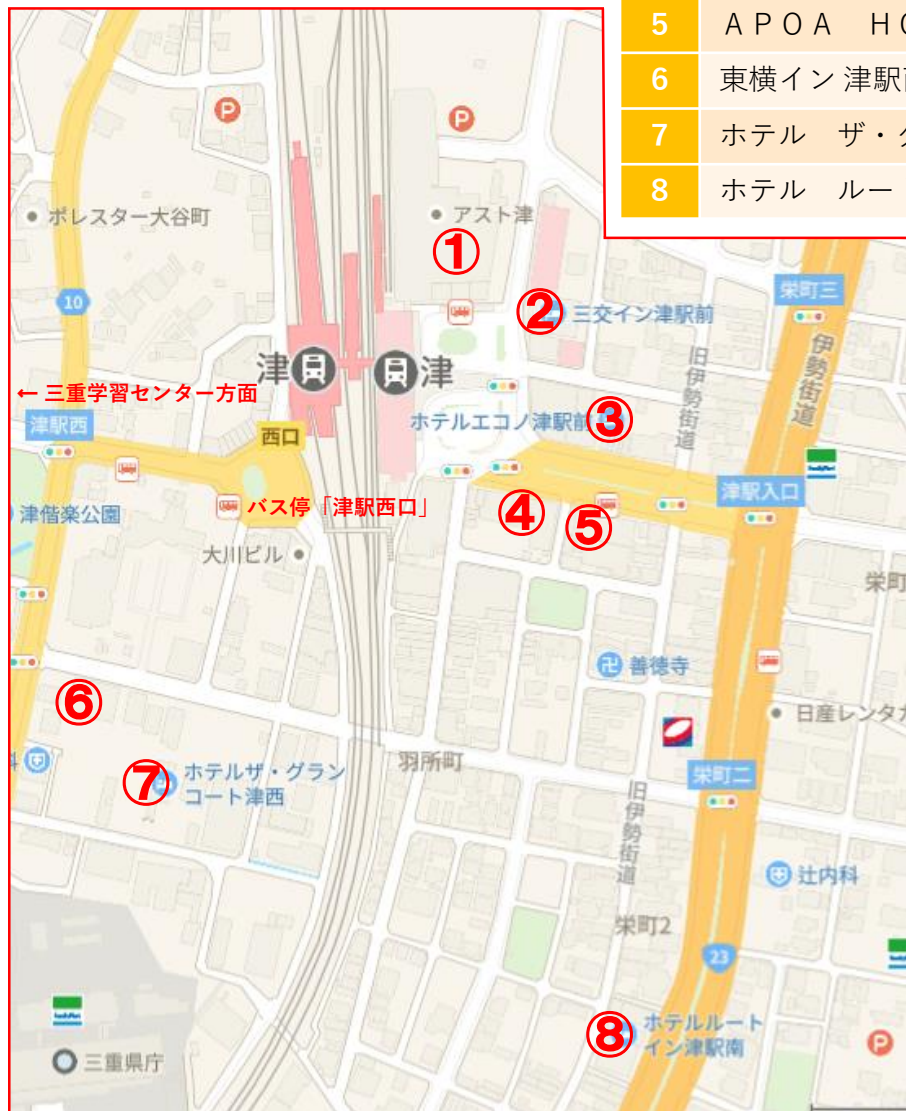 5 ＡＰＯＡ　Ｈ
6 東横イン 津駅
7 ホテル　ザ・
8 ホテル　ルー
P
P
ポレスター大谷町
アスト津
①
栄町三
10
②
三交イン津駅前
旧伊勢街道
伊勢街道
津
津
← 三重学習センター方面
ホテルエコノ津駅前
③
津駅西
西口
FamilyMart
津駅入口
津偕楽公園
バス停「津駅西口」
④
⑤
大川ビル
栄町
善徳寺
⑥
日産レンタ
羽所町
栄町二
⑦
ホテルザ・グラン
コート津西
旧伊勢街道
辻内科
栄町2
23
FamilyMart
⑧
ホテルルート
イン津駅南
P
三重県庁